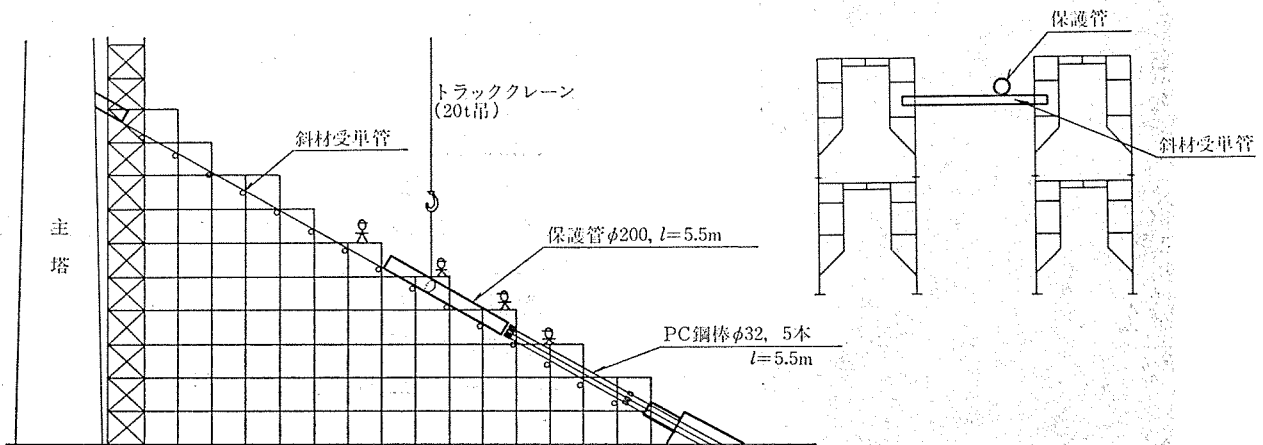 保護管
トラッククレーン
(20t吊)
斜材受単管
斜材受単管
主塔
保護管φ200, l=5.5m
PC鋼棒φ32, 5本
l=5.5m